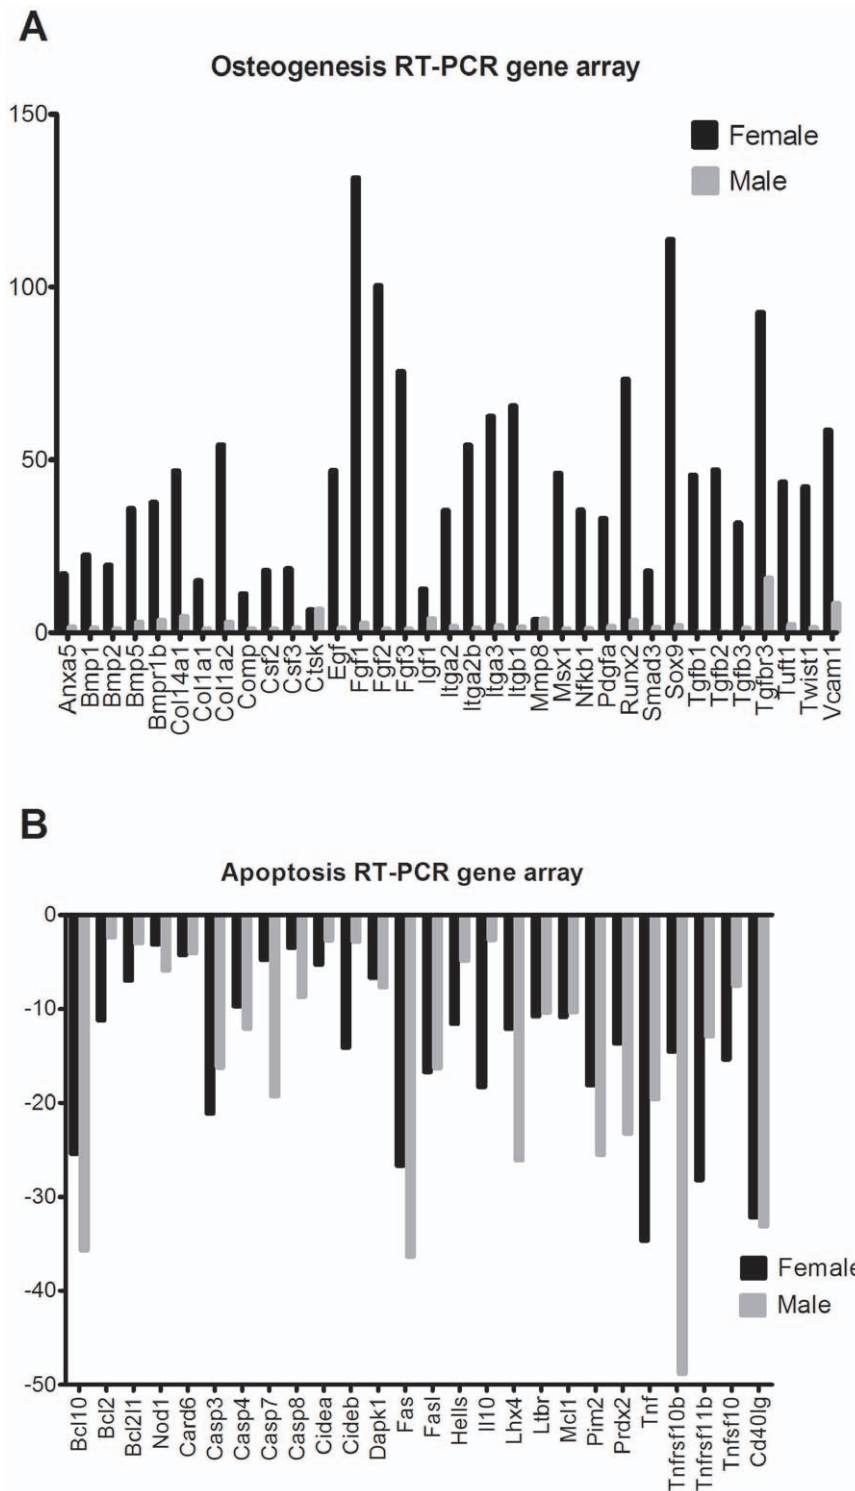 A
Osteogenesis RT-PCR gene array
150
100
50
0
Female
Male
Anxa5
Bmp1
Bmp2
Bmp5
Bmpr1b
Col14a1
Col1a1
Col1a2
Comp
Csf2
Csf3
Ctsk
Egf
Fgf1
Fgf2
Fgf3
Igf1
Itga2
Itga2b
Itga3
Itgb1
Mmp8
Msx1
Nfkb1
Pdgfa
Runx2
Smad3
Sox9
Tgfb1
Tgfb2
Tgfb3
Tgfbr3
Tuft1
Twist1
Vcam1
B
Apoptosis RT-PCR gene array
0
-10
-20
-30
-40
-50
Female
Male
Bcl10
Bcl2
Bcl2l1
Nod1
Card6
Casp3
Casp4
Casp7
Casp8
Cidea
Cideb
Dapk1
Fas
Fasl
Hells
Il10
Lhx4
Ltbr
Mcl1
Pim2
Prdx2
Tnf
Tnfrsf10b
Tnfrsf11b
Tnfsf10
Cd40lg